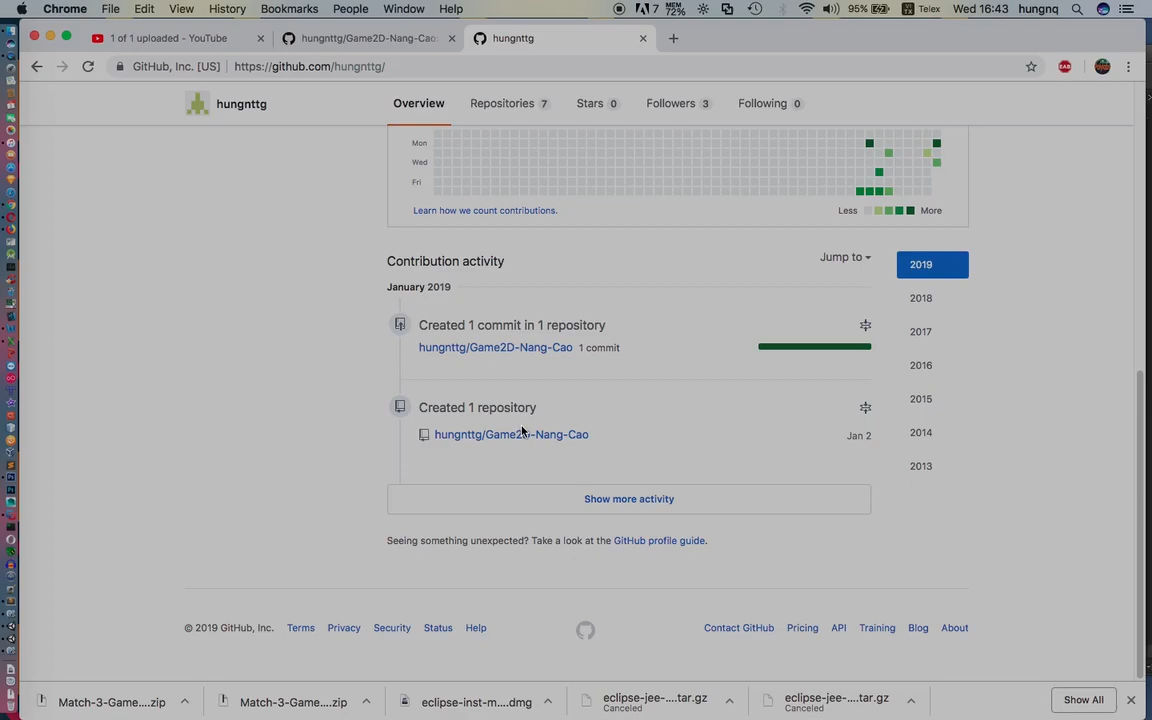 Chrome File Edit View History Bookmarks People Window Help 7 MEM 72% 95% Telex Wed 16:43 hungnq
1 of 1 uploaded - YouTube hungnttg/Game2D-Nang-Cao: hungnttg
GitHub, Inc. [US] https://github.com/hungnttg/
hungnttg Overview Repositories 7 Stars 0 Followers 3 Following 0
Mon
Wed
Fri
Learn how we count contributions. Less More
Contribution activity Jump to 2019
January 2019
2018
Created 1 commit in 1 repository
2017
hungnttg/Game2D-Nang-Cao 1 commit
2016
2015
Created 1 repository
hungnttg/Game2D-Nang-Cao Jan 2
2014
2013
Show more activity
Seeing something unexpected? Take a look at the GitHub profile guide.
© 2019 GitHub, Inc. Terms Privacy Security Status Help Contact GitHub Pricing API Training Blog About
Match-3-Game....zip Match-3-Game....zip eclipse-inst-m....dmg eclipse-jee-....tar.gz Canceled eclipse-jee-....tar.gz Canceled Show All